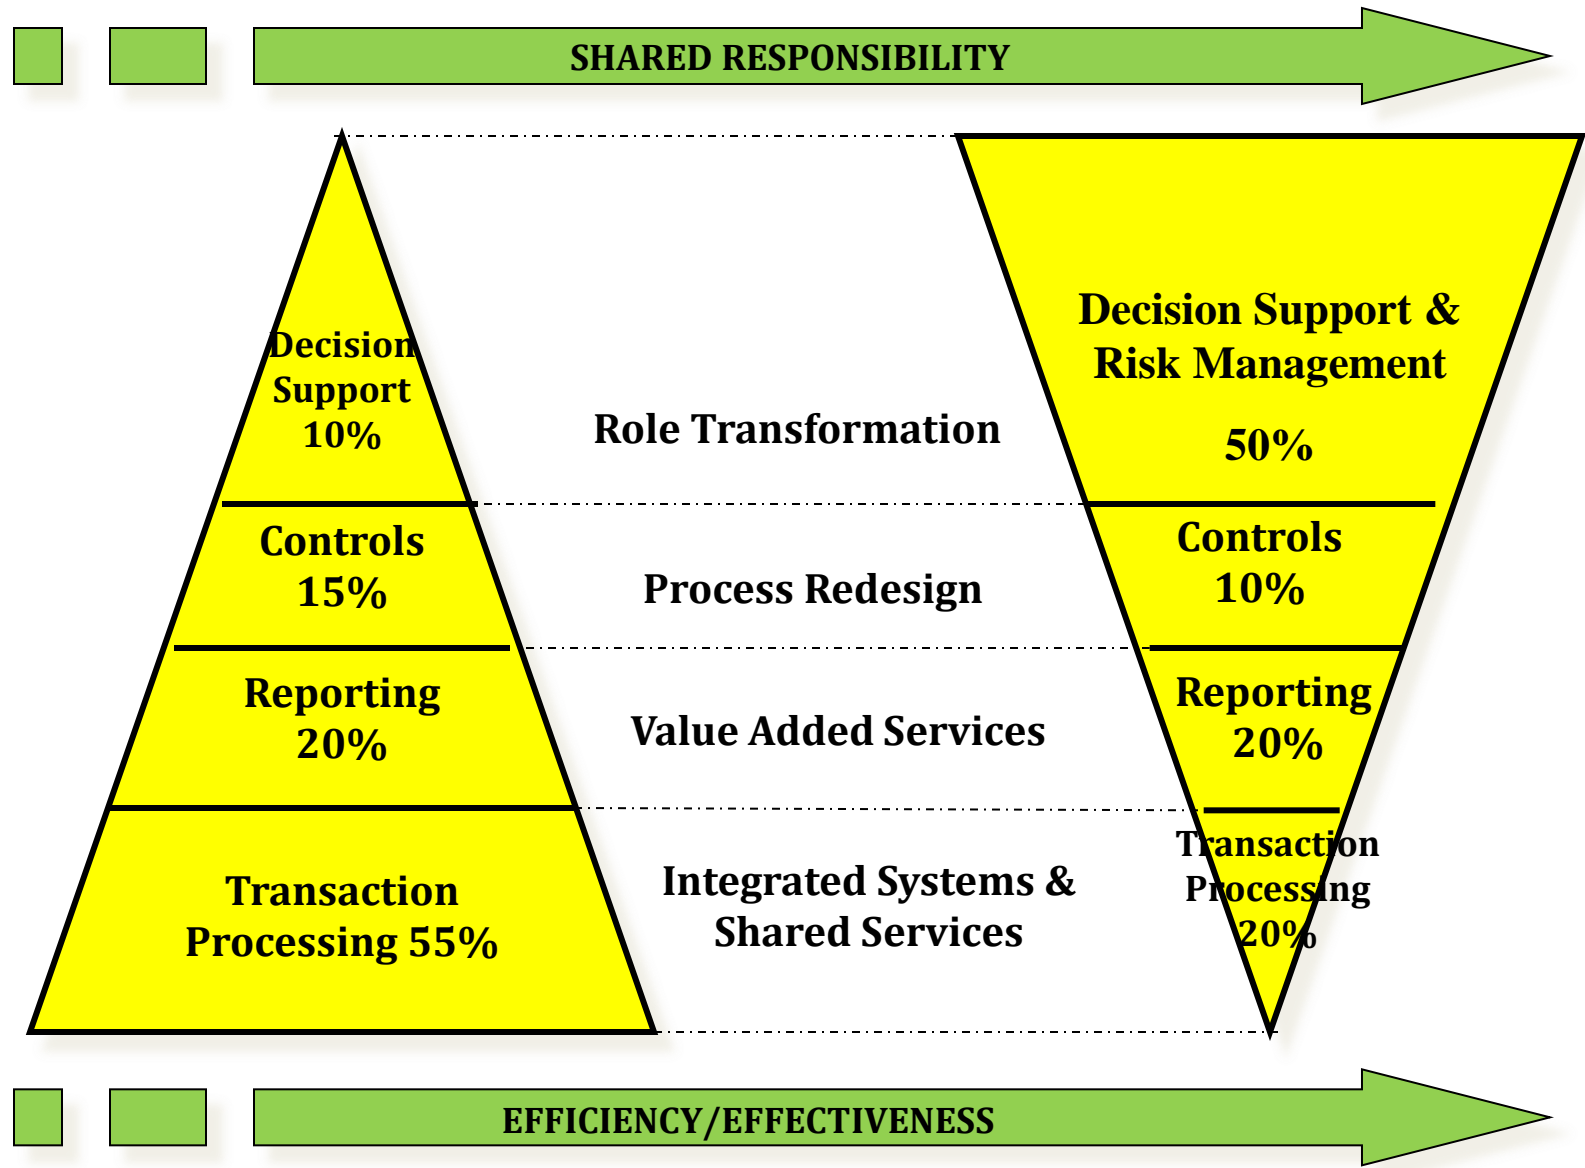 SHARED RESPONSIBILITY
Decision
Support
10%
Controls
15%
Reporting
20%
Transaction
Processing 55%
Role Transformation
Process Redesign
Value Added Services
Integrated Systems &
Shared Services
Decision Support &
Risk Management
50%
Controls
10%
Reporting
20%
Transaction
Processing
20%
EFFICIENCY/EFFECTIVENESS